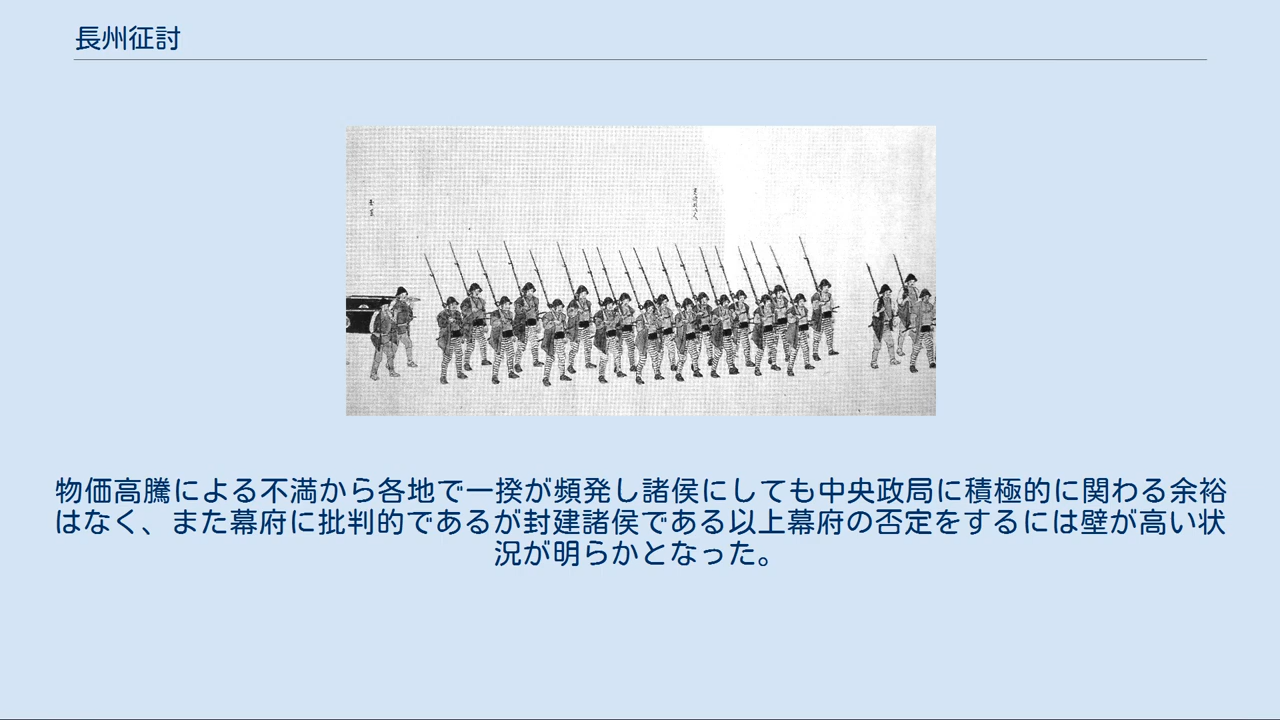 長州征討
物価高騰による不満から各地で一揆が頻発し諸侯にしても中央政局に積極的に関わる余裕
はなく、また幕府に批判的であるが封建諸侯である以上幕府の否定をするには壁が高い状
況が明らかとなった。